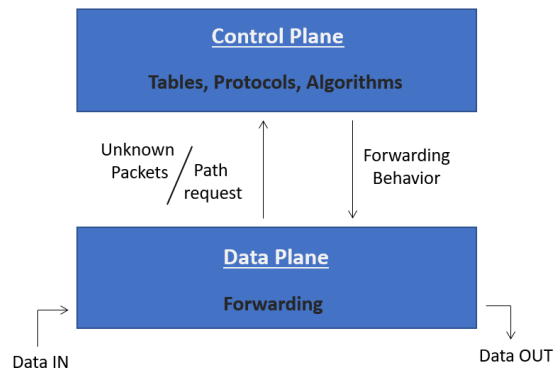 Control Plane
Tables, Protocols, Algorithms
Unknown
Packets
Path
request
Forwarding
Behavior
Data Plane
Forwarding
Data IN
Data OUT